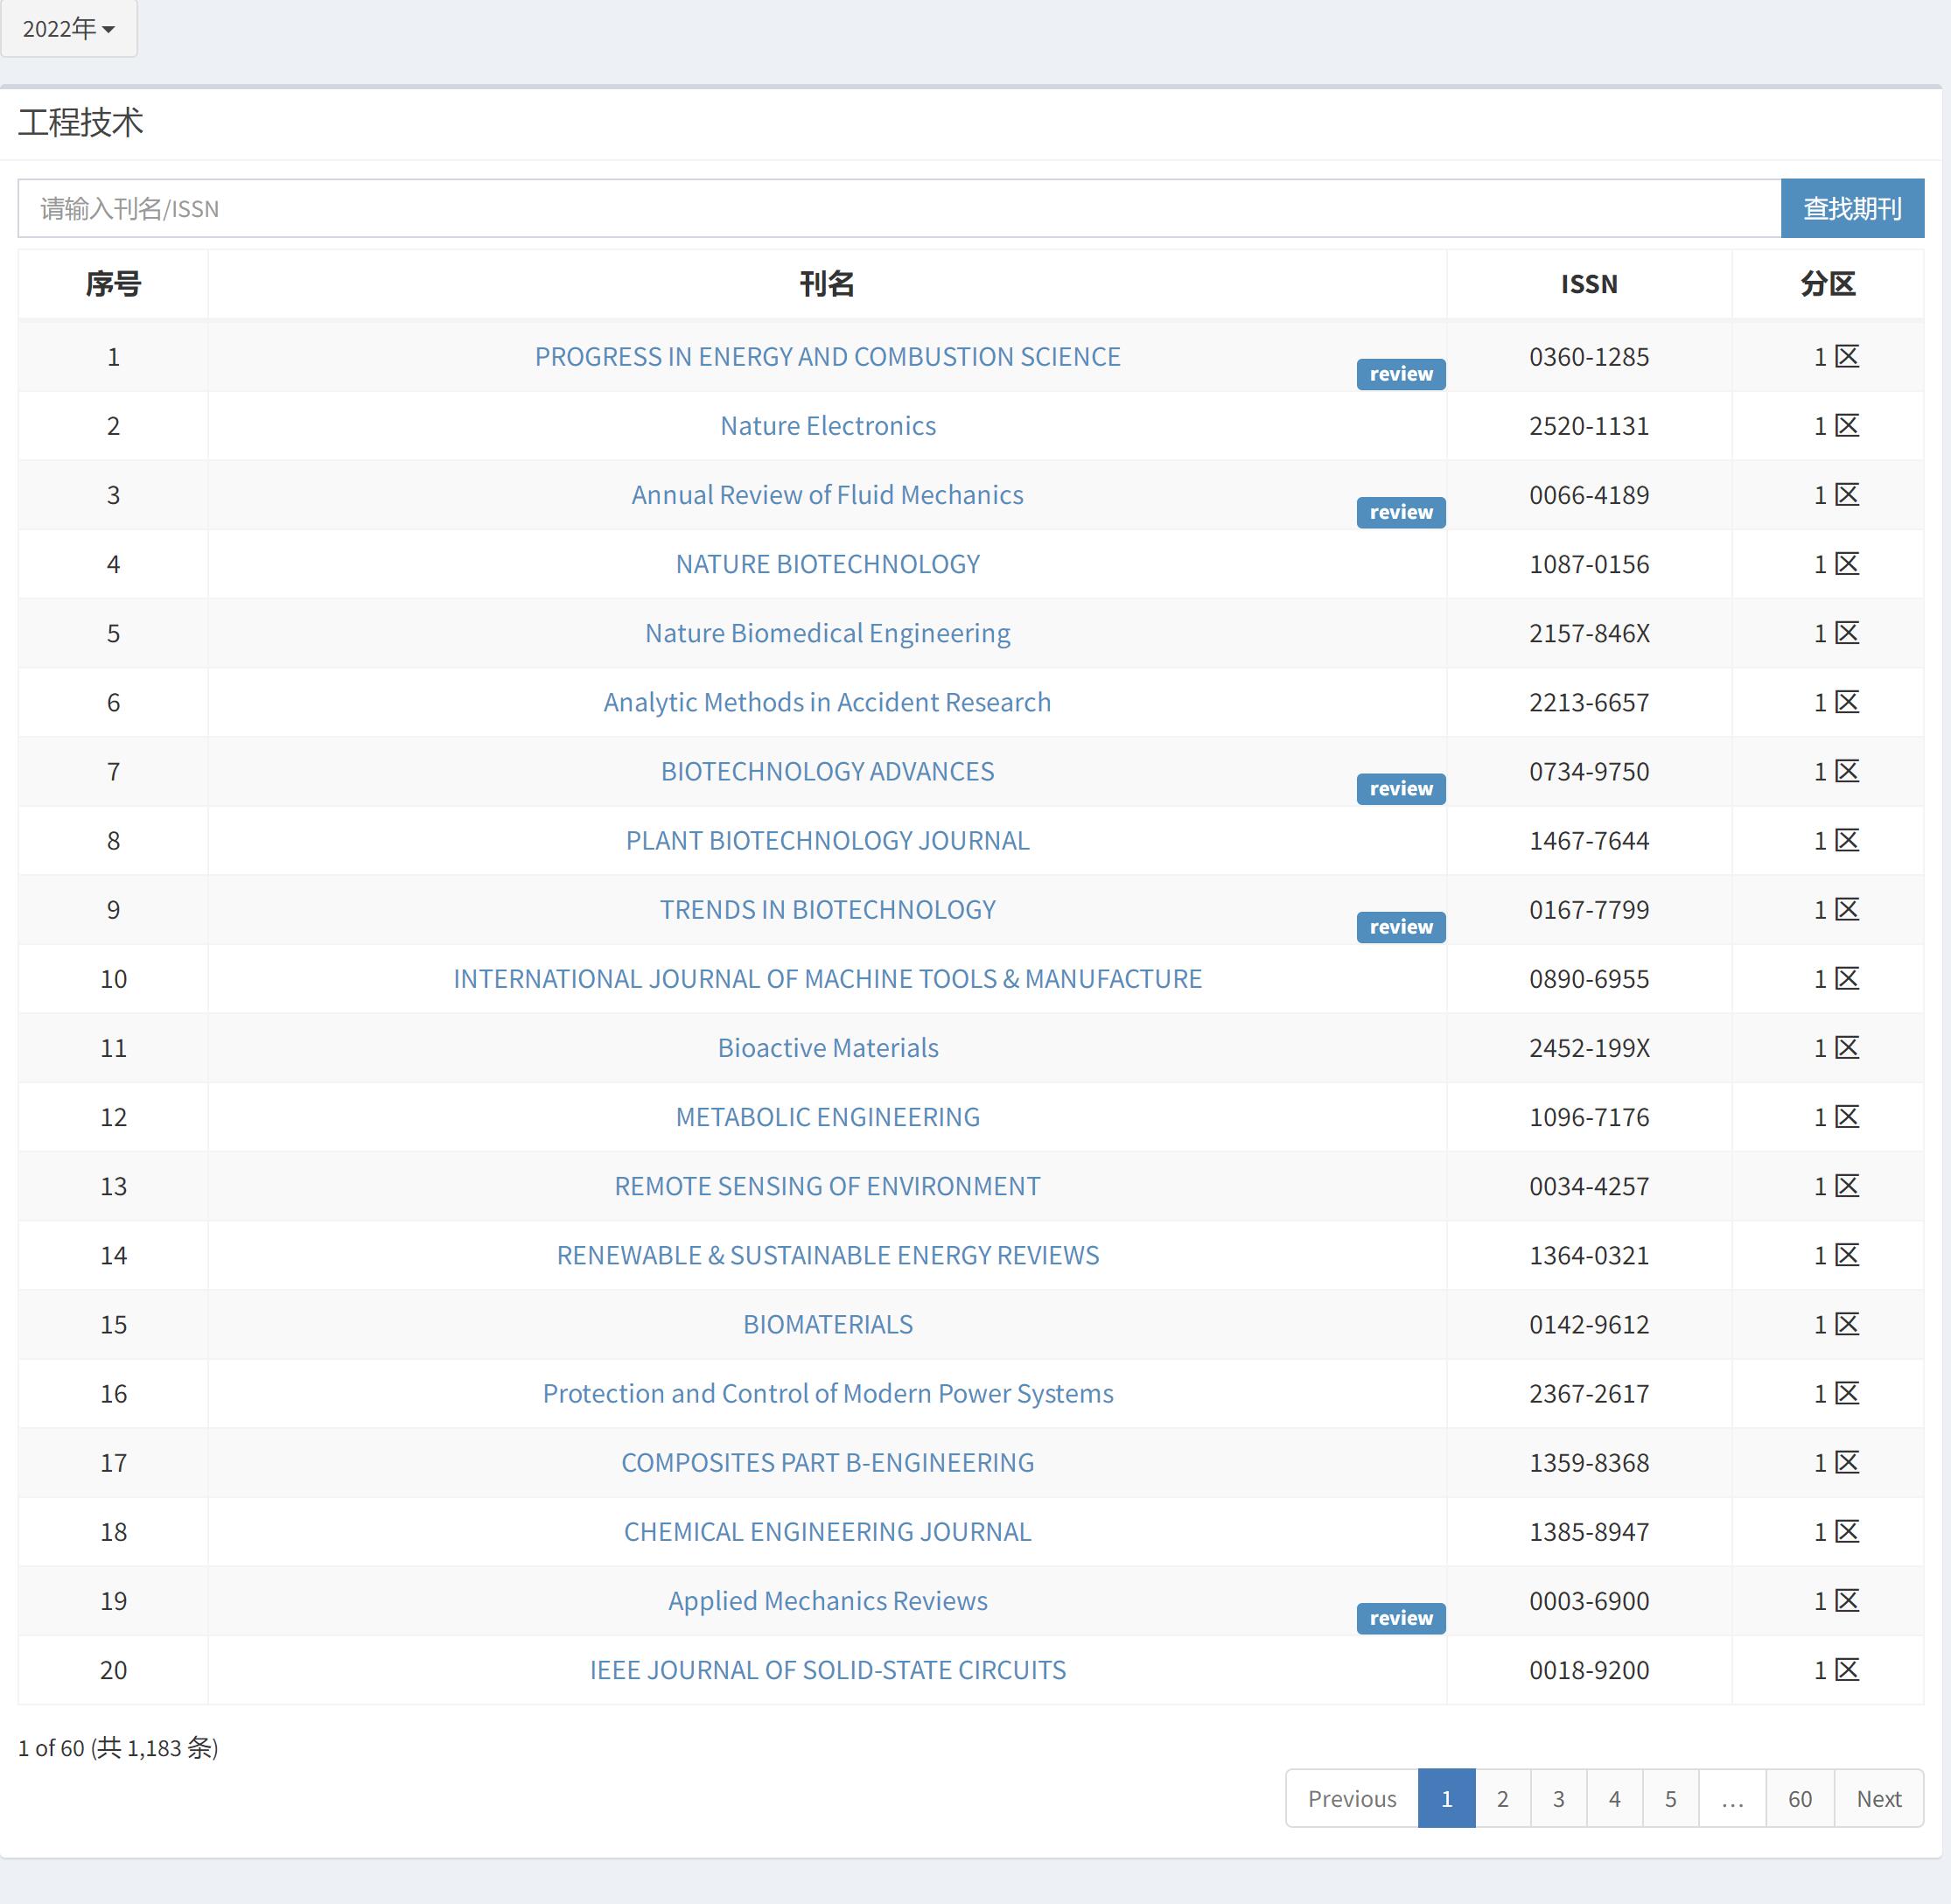 2022年
工程技术
请输入刊名/ISSN 查找期刊
序号 刊名 ISSN 分区
1 PROGRESS IN ENERGY AND COMBUSTION SCIENCE review 0360-1285 1 区
2 Nature Electronics 2520-1131 1 区
3 Annual Review of Fluid Mechanics review 0066-4189 1 区
4 NATURE BIOTECHNOLOGY 1087-0156 1 区
5 Nature Biomedical Engineering 2157-846X 1 区
6 Analytic Methods in Accident Research 2213-6657 1 区
7 BIOTECHNOLOGY ADVANCES review 0734-9750 1 区
8 PLANT BIOTECHNOLOGY JOURNAL 1467-7644 1 区
9 TRENDS IN BIOTECHNOLOGY review 0167-7799 1 区
10 INTERNATIONAL JOURNAL OF MACHINE TOOLS & MANUFACTURE 0890-6955 1 区
11 Bioactive Materials 2452-199X 1 区
12 METABOLIC ENGINEERING 1096-7176 1 区
13 REMOTE SENSING OF ENVIRONMENT 0034-4257 1 区
14 RENEWABLE & SUSTAINABLE ENERGY REVIEWS 1364-0321 1 区
15 BIOMATERIALS 0142-9612 1 区
16 Protection and Control of Modern Power Systems 2367-2617 1 区
17 COMPOSITES PART B-ENGINEERING 1359-8368 1 区
18 CHEMICAL ENGINEERING JOURNAL 1385-8947 1 区
19 Applied Mechanics Reviews review 0003-6900 1 区
20 IEEE JOURNAL OF SOLID-STATE CIRCUITS 0018-9200 1 区
1 of 60 (共 1,183 条)
Previous 1 2 3 4 5 … 60 Next